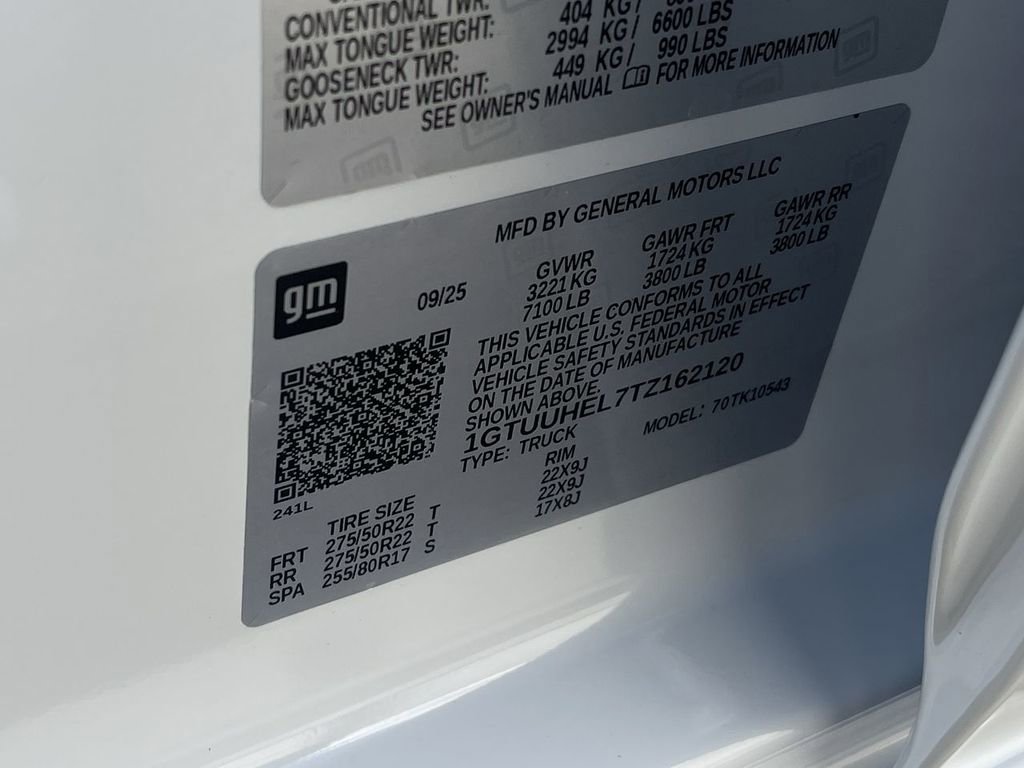 CONVENTIONAL TWR:
MAX TONGUE WEIGHT: 404 KG/
GOOSENECK TWR: 2994 KG/ 6600 LBS
MAX TONGUE WEIGHT: 449 KG/ 990 LBS
SEE OWNER'S MANUAL FOR MORE INFORMATION
MFD BY GENERAL MOTORS LLC
gm
09/25
GVWR GAWR FRT GAWR RR
3221 KG 1724 KG 1724 KG
7100 LB 3800 LB 3800 LB
THIS VEHICLE CONFORMS TO ALL
APPLICABLE U.S. FEDERAL MOTOR
VEHICLE SAFETY STANDARDS IN EFFECT
ON THE DATE OF MANUFACTURE
SHOWN ABOVE.
1GTUUHEL7TZ162120
TYPE: TRUCK MODEL: 70TK10543
241L
TIRE SIZE RIM
FRT 275/50R22 T 22X9J
RR 275/50R22 T 22X9J
SPA 255/80R17 S 17X8J